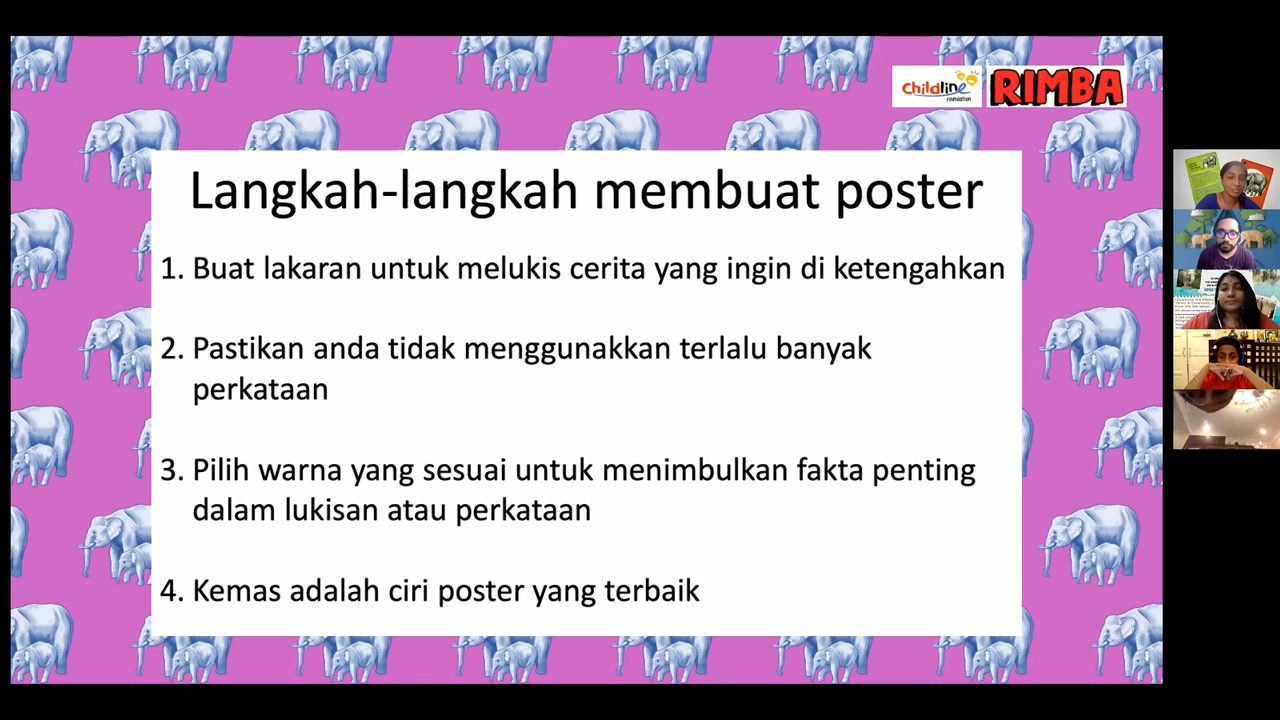 Childline
Foundation
RIMBA
Langkah-langkah membuat poster
1. Buat lakaran untuk melukis cerita yang ingin di ketengahkan
2. Pastikan anda tidak menggunakkan terlalu banyak
perkataan
3. Pilih warna yang sesuai untuk menimbulkan fakta penting
dalam lukisan atau perkataan
4. Kemas adalah ciri poster yang terbaik